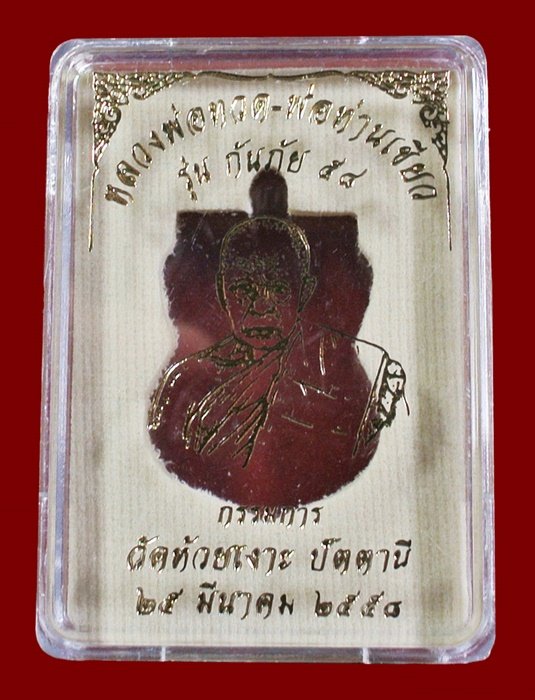 หลวงพ่อทวด-พ่อท่านเขียว
รุ่น กันภัย ๕๘
กรรมการ
วัดห้วยเงาะ ปัตตานี
๒๕ มีนาคม ๒๕๕๘